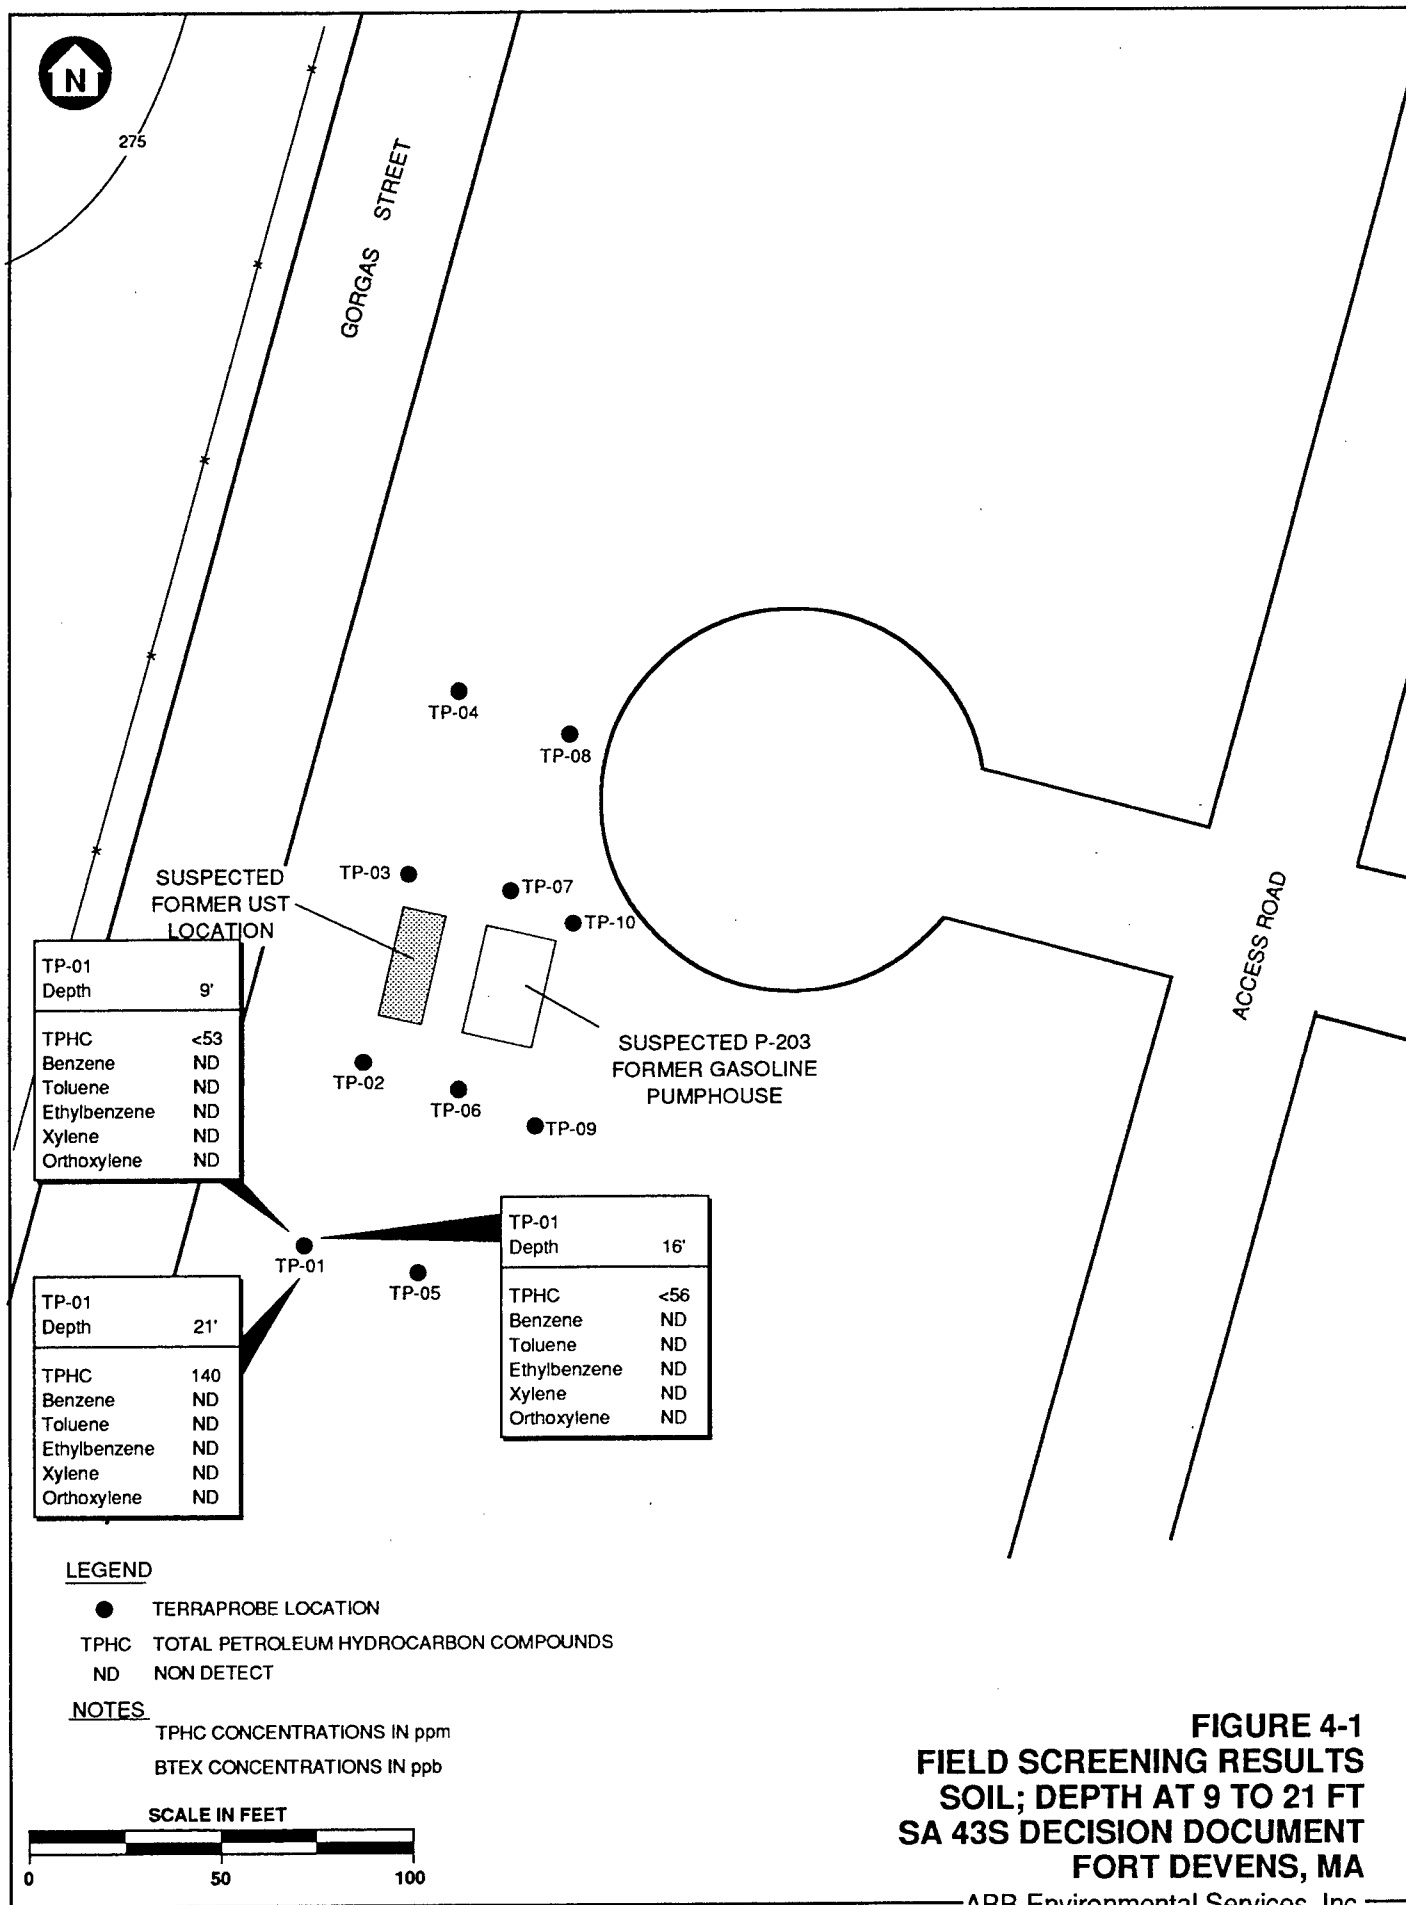 N
275
GORGAS STREET
TP-04
TP-08
TP-03
TP-07
TP-10
SUSPECTED
FORMER UST
LOCATION
ACCESS ROAD
TP-01
Depth 9'
TPHC <53
Benzene ND
Toluene ND
Ethylbenzene ND
Xylene ND
Orthoxylene ND
SUSPECTED P-203
FORMER GASOLINE
PUMPHOUSE
TP-02
TP-06
TP-09
TP-01
TP-05
TP-01
Depth 16'
TPHC <56
Benzene ND
Toluene ND
Ethylbenzene ND
Xylene ND
Orthoxylene ND
TP-01
Depth 21'
TPHC 140
Benzene ND
Toluene ND
Ethylbenzene ND
Xylene ND
Orthoxylene ND
LEGEND
TERRAPROBE LOCATION
TPHC TOTAL PETROLEUM HYDROCARBON COMPOUNDS
ND NON DETECT
NOTES
TPHC CONCENTRATIONS IN ppm
BTEX CONCENTRATIONS IN ppb
SCALE IN FEET
0 50 100
FIGURE 4-1
FIELD SCREENING RESULTS
SOIL; DEPTH AT 9 TO 21 FT
SA 43S DECISION DOCUMENT
FORT DEVENS, MA
ABB Environmental Services, Inc.